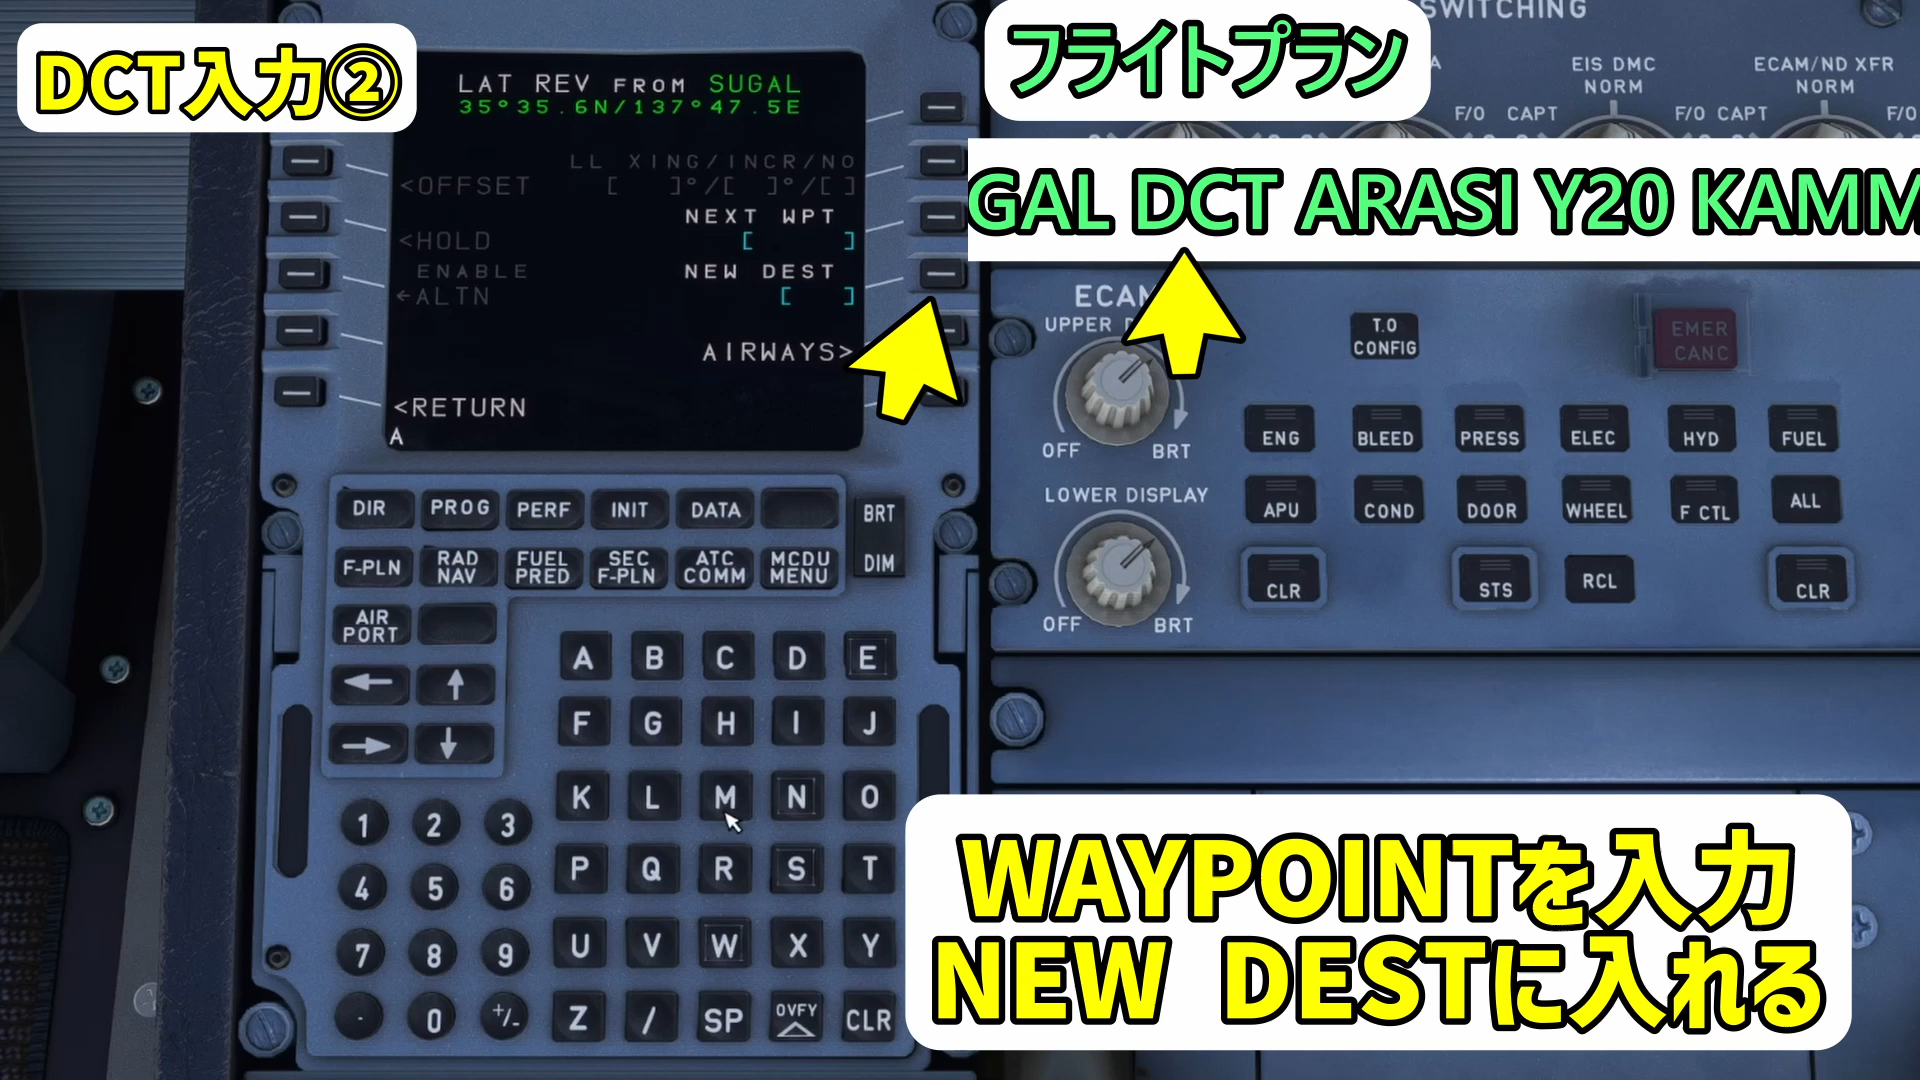 DCT入力②
フライトプラン
GAL DCT ARASI Y20 KAMM
WAYPOINTを入力
NEW DESTに入れる
LAT REV FROM SUGAL
35°35.6N/137°47.5E
LL XING/INCR/NO
<OFFSET [ ]°/[ ]°/[ ]
NEXT WPT
<HOLD [ ]
ENABLE NEW DEST
←ALTN [ ]
AIRWAYS>
<RETURN
A
DIR PROG PERF INIT DATA
BRT
DIM
F-PLN RAD NAV FUEL PRED SEC F-PLN ATC COMM MCDU MENU
AIR PORT
← ↑
→ ↓
A B C D E
F G H I J
K L M N O
P Q R S T
U V W X Y
Z / SP OVFY CLR
1 2 3
4 5 6
7 8 9
. 0 +/-
SWITCHING
A
EIS DMC
NORM
ECAM/ND XFR
NORM
F/O CAPT F/O CAPT F/O
ECAM
UPPER D
OFF BRT
LOWER DISPLAY
OFF BRT
T.O CONFIG
EMER CANC
ENG BLEED PRESS ELEC HYD FUEL
APU COND DOOR WHEEL F CTL ALL
CLR STS RCL CLR